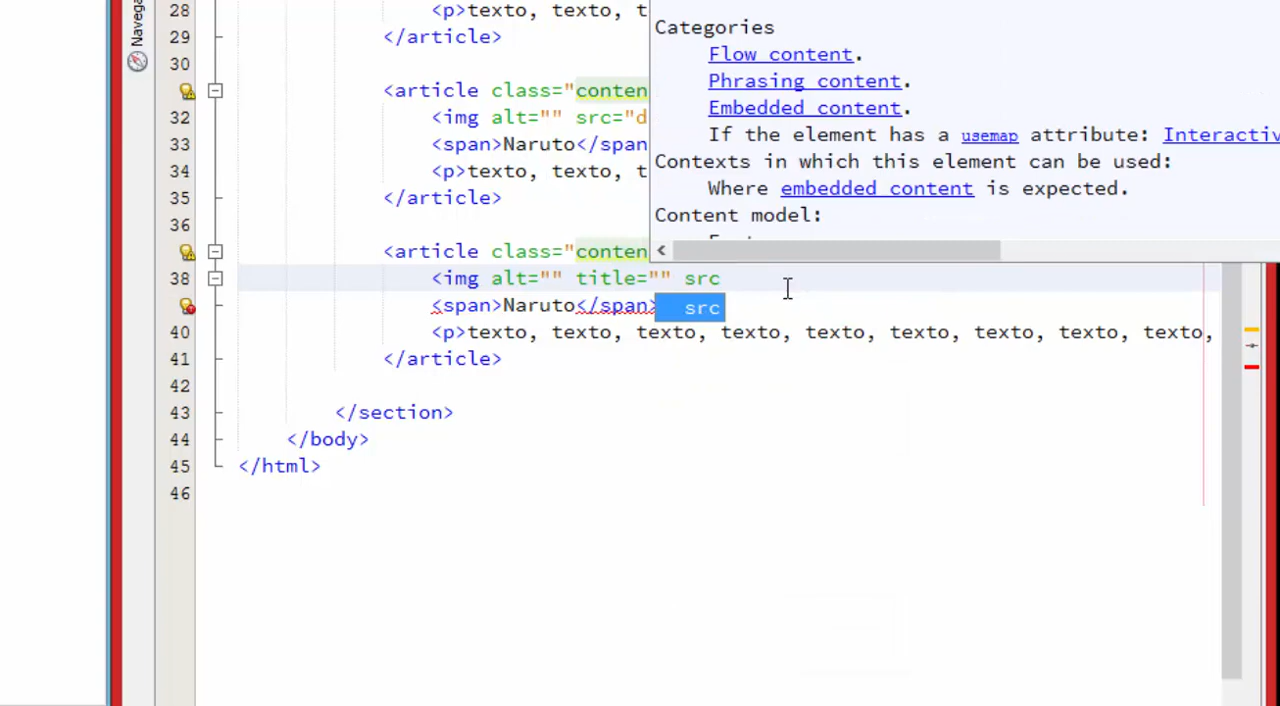 Navega
28 <p>texto, texto, t
29 </article>
30
<article class="conten
32 <img alt="" src="d
33 <span>Naruto</span
34 <p>texto, texto, t
35 </article>
36
<article class="conten
38 <img alt="" title="" src
<span>Naruto</span>
40 <p>texto, texto, texto, texto, texto, texto, texto, texto, texto,
41 </article>
42
43 </section>
44 </body>
45 </html>
46
Categories
Flow content.
Phrasing content.
Embedded content.
If the element has a usemap attribute: Interactiv
Contexts in which this element can be used:
Where embedded content is expected.
Content model:
src